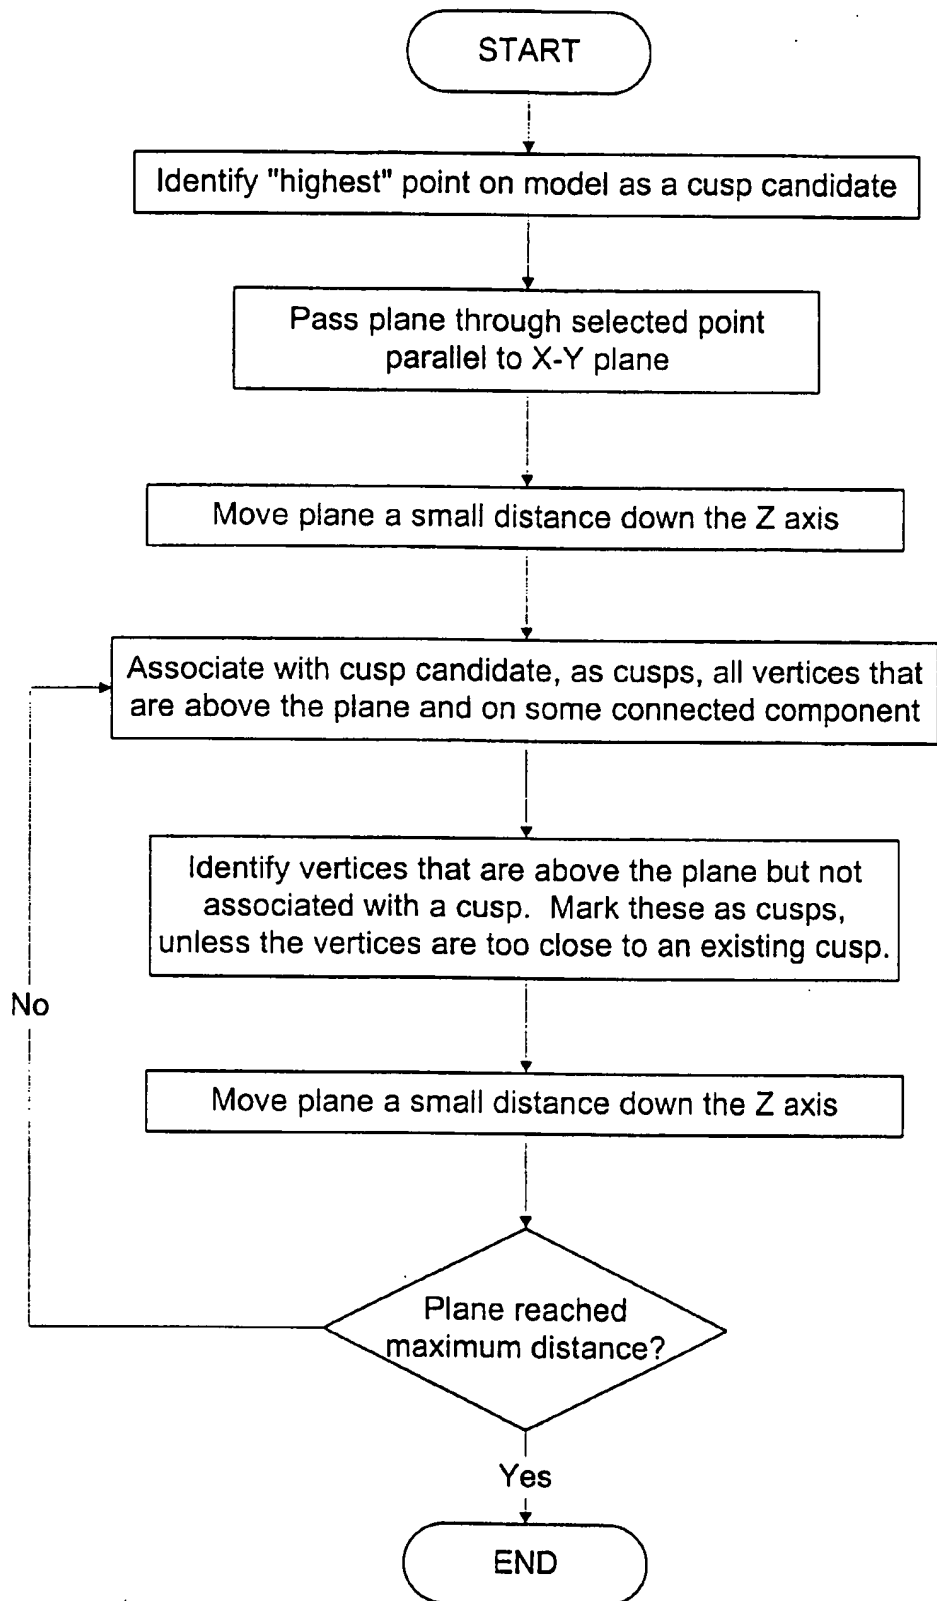 START
Identify "highest" point on model as a cusp candidate
Pass plane through selected point
parallel to X-Y plane
Move plane a small distance down the Z axis
Associate with cusp candidate, as cusps, all vertices that
are above the plane and on some connected component
Identify vertices that are above the plane but not
associated with a cusp. Mark these as cusps,
unless the vertices are too close to an existing cusp.
No
Move plane a small distance down the Z axis
Plane reached
maximum distance?
Yes
END